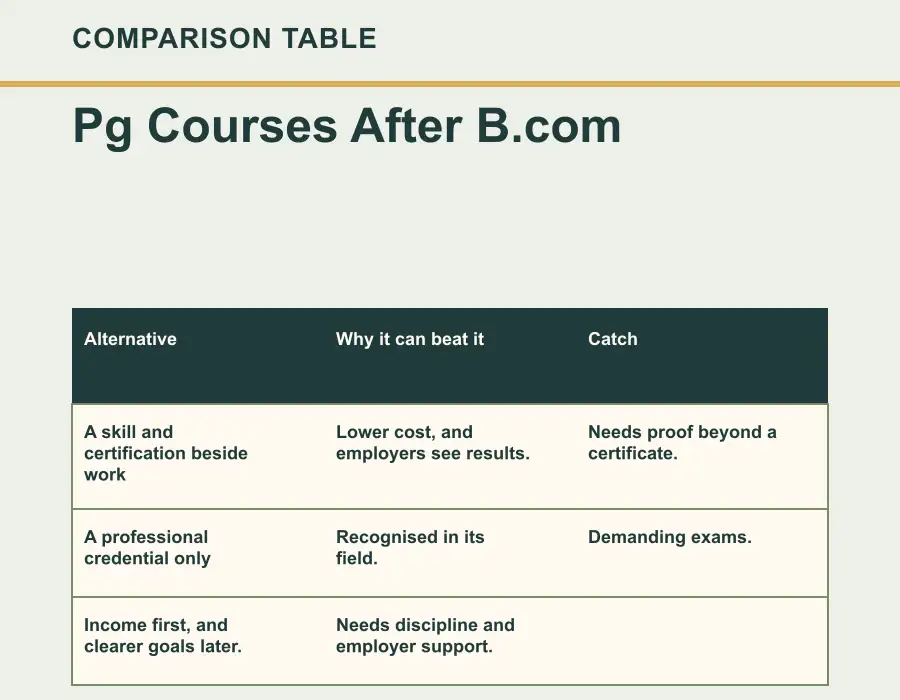 COMPARISON TABLE
Pg Courses After B.com
Alternative
Why it can beat it
Catch
A skill and
certification beside
work
Lower cost, and
employers see results.
Needs proof beyond a
certificate.
A professional
credential only
Recognised in its
field.
Demanding exams.
Income first, and
clearer goals later.
Needs discipline and
employer support.